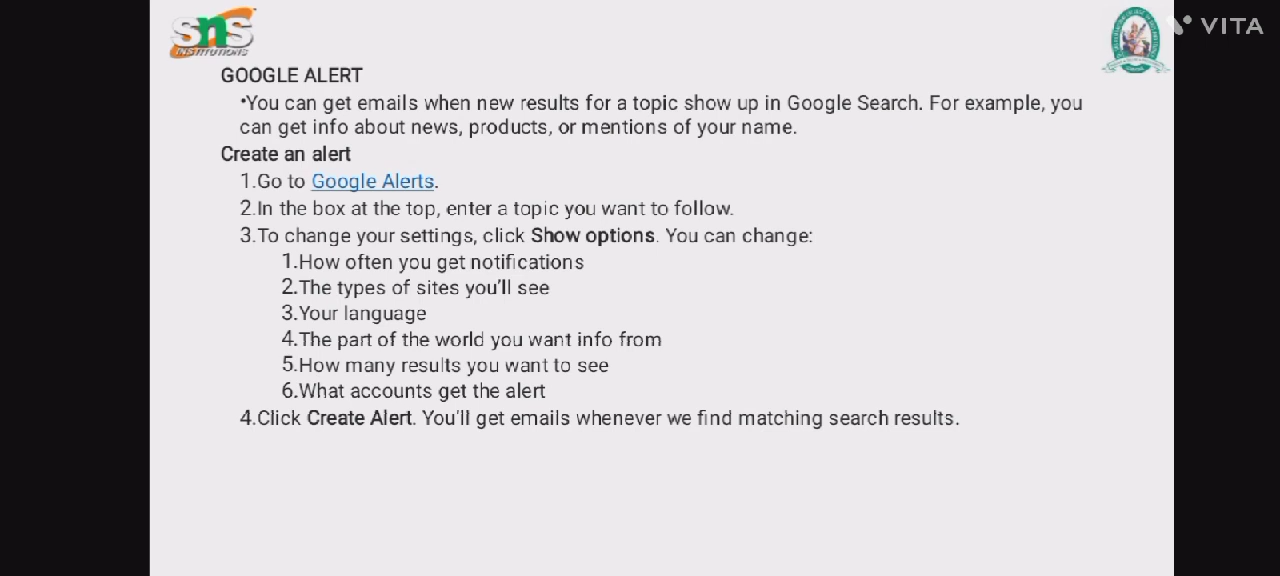 sns
INSTITUTIONS
VITA
GOOGLE ALERT
•You can get emails when new results for a topic show up in Google Search. For example, you
can get info about news, products, or mentions of your name.
Create an alert
1.Go to Google Alerts.
2.In the box at the top, enter a topic you want to follow.
3.To change your settings, click Show options. You can change:
1.How often you get notifications
2.The types of sites you'll see
3.Your language
4.The part of the world you want info from
5.How many results you want to see
6.What accounts get the alert
4.Click Create Alert. You'll get emails whenever we find matching search results.